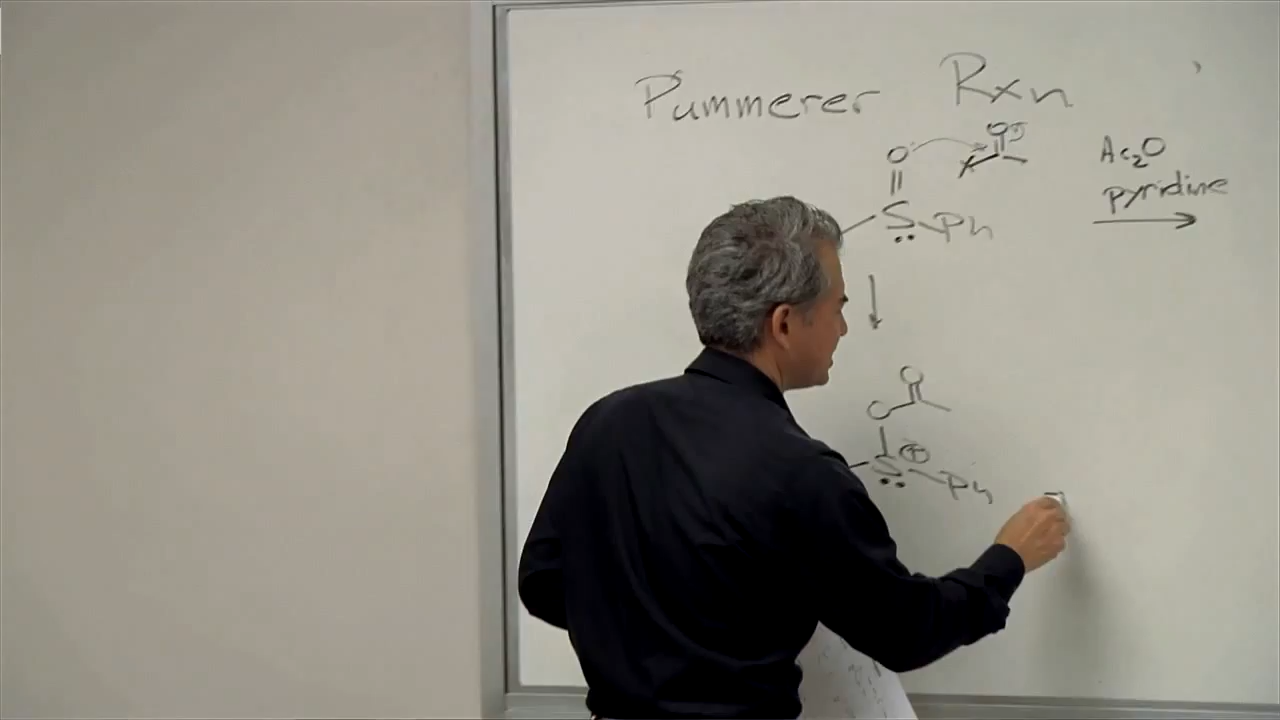 Pummerer Rxn
O
O
Ac2O
pyridine
S Ph
O
O
S ⊕ Ph